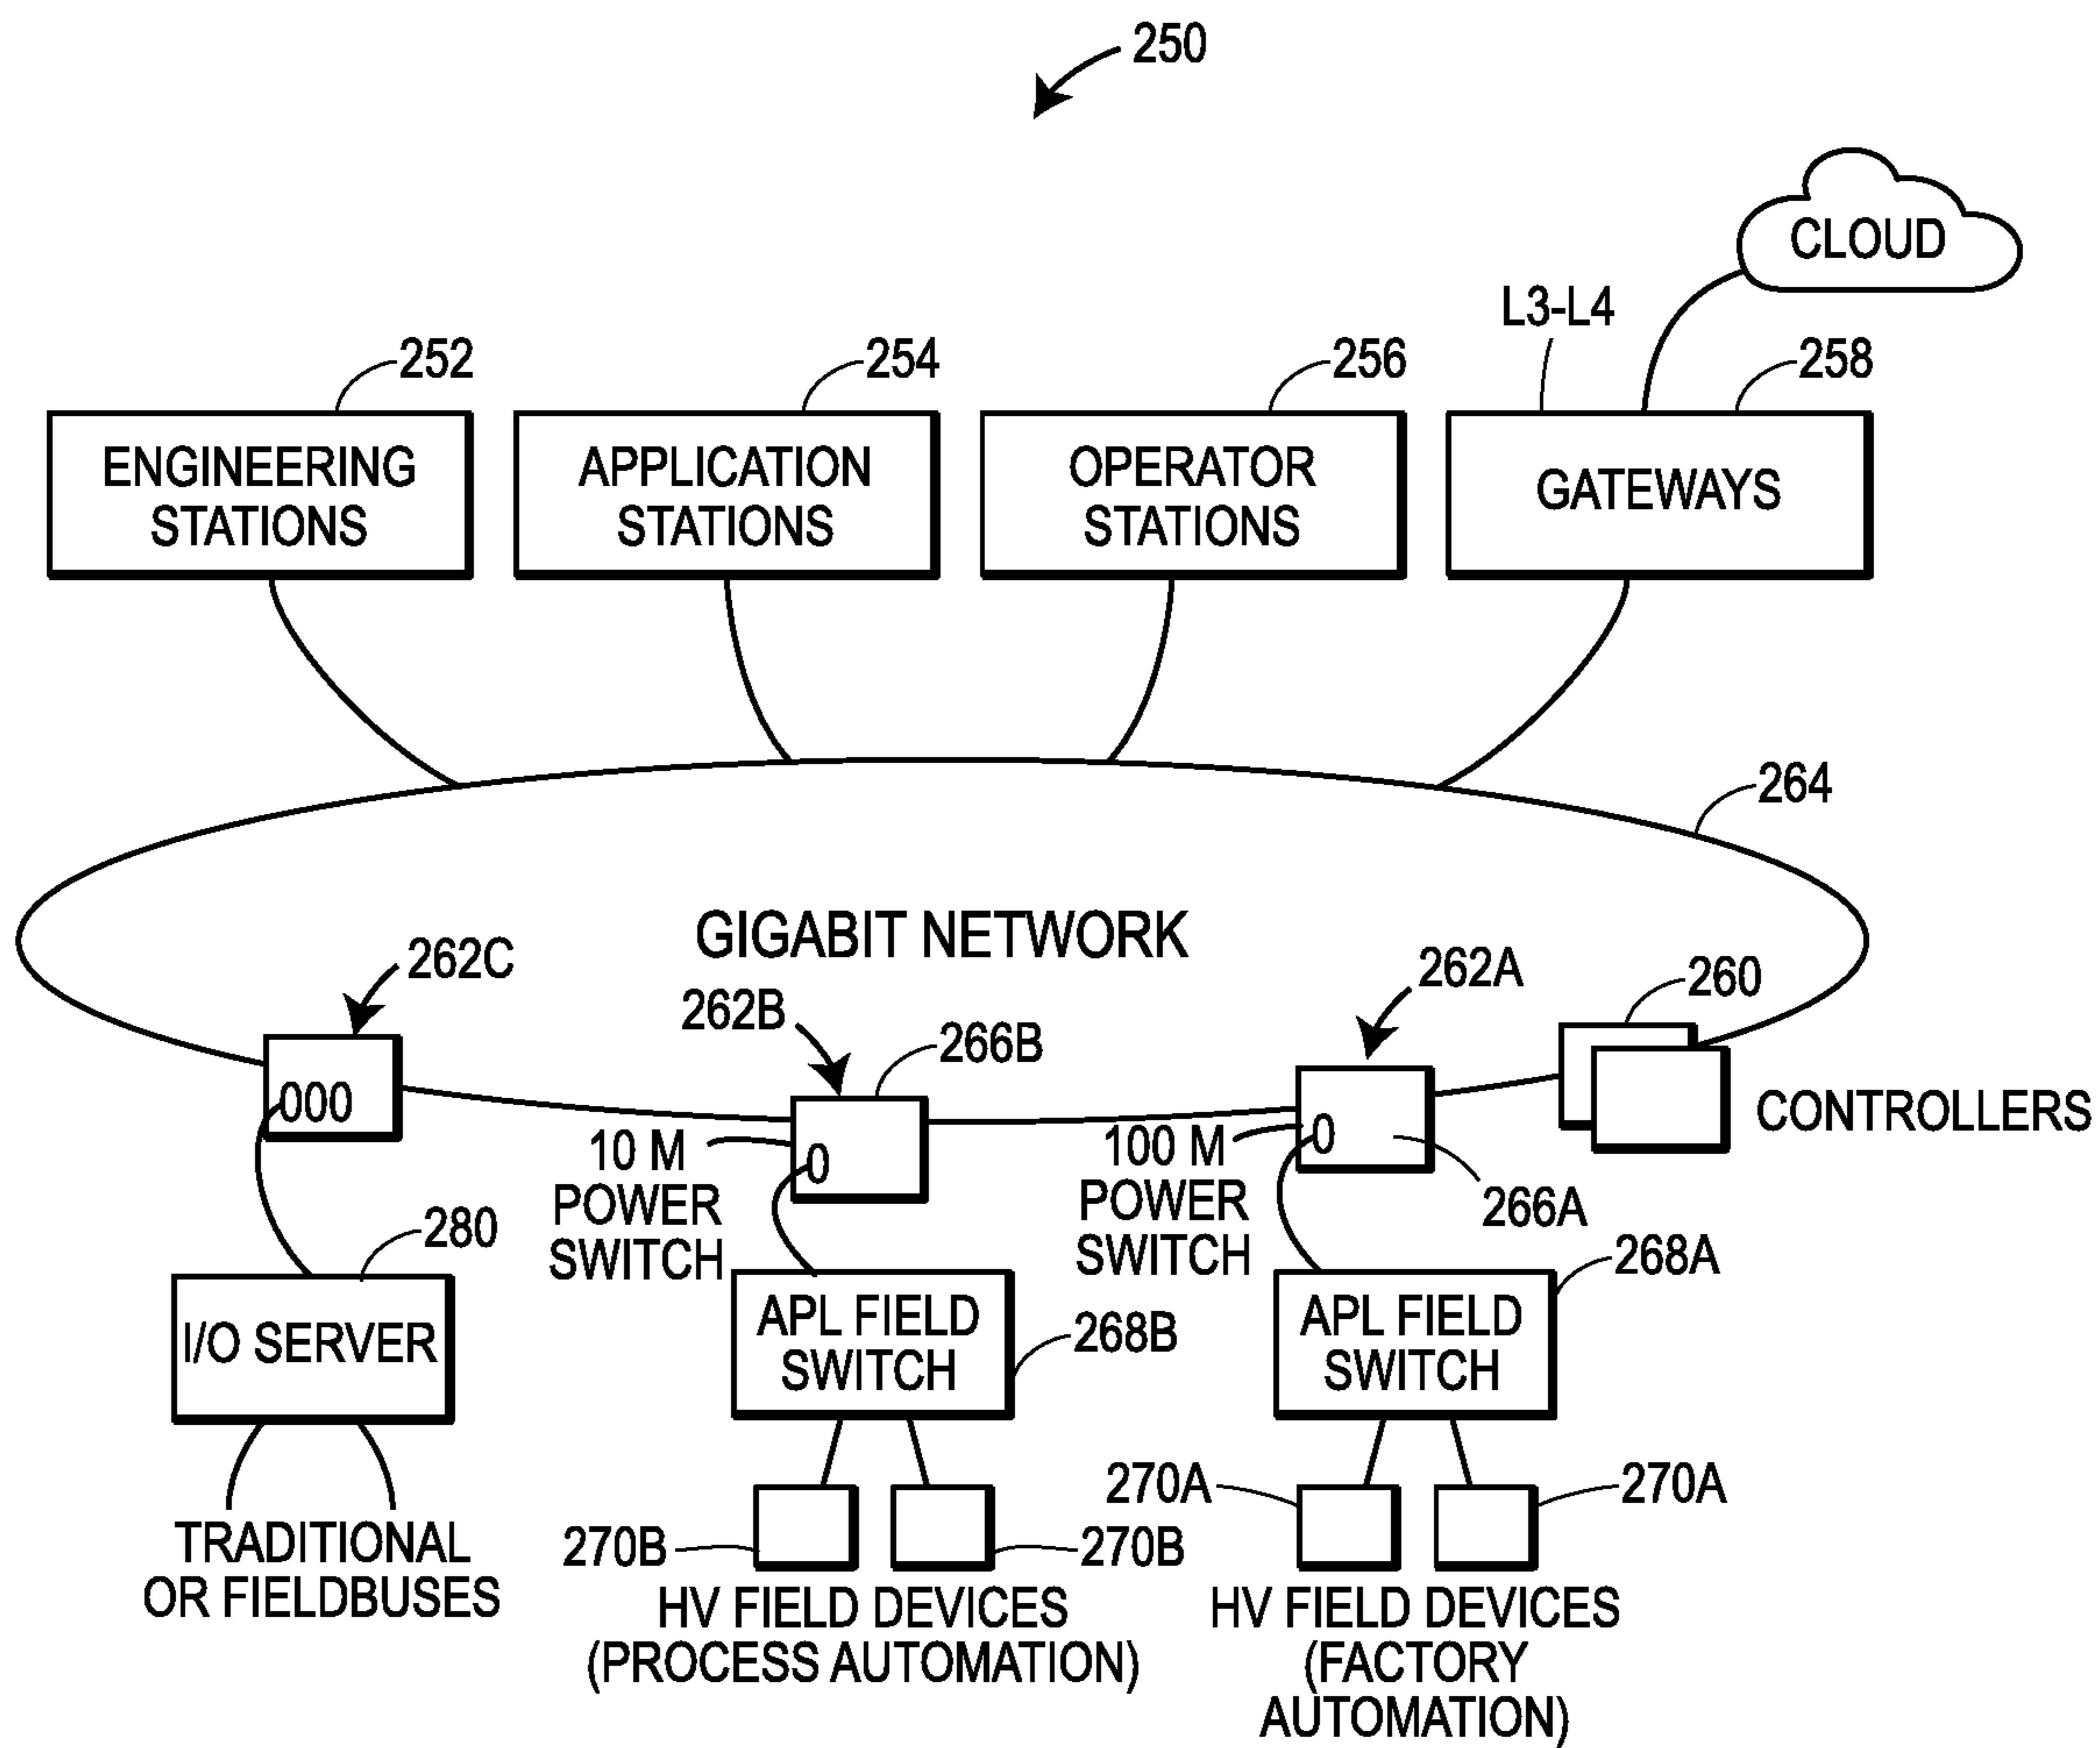 250
CLOUD
L3-L4
252
254
256
258
ENGINEERING
STATIONS
APPLICATION
STATIONS
OPERATOR
STATIONS
GATEWAYS
264
GIGABIT NETWORK
262C
262B
266B
262A
260
000
0
0
10 M
POWER
SWITCH
100 M
POWER
SWITCH
CONTROLLERS
266A
280
268A
I/O SERVER
APL FIELD
SWITCH
268B
APL FIELD
SWITCH
270A
270A
270B
270B
TRADITIONAL
OR FIELDBUSES
HV FIELD DEVICES
(PROCESS AUTOMATION)
HV FIELD DEVICES
(FACTORY
AUTOMATION)